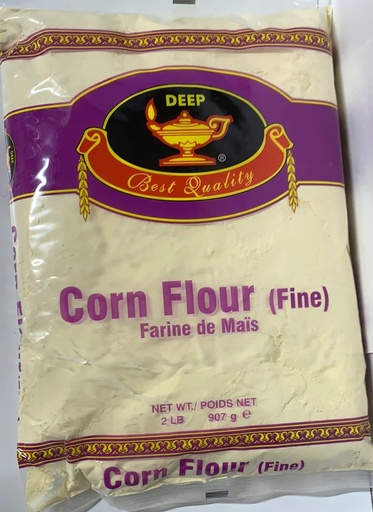 DEEP
®
Best Quality
Corn Flour (Fine)
Farine de Maïs
NET WT./ POIDS NET
2 LB 907 g ℮
Corn Flour (Fine)